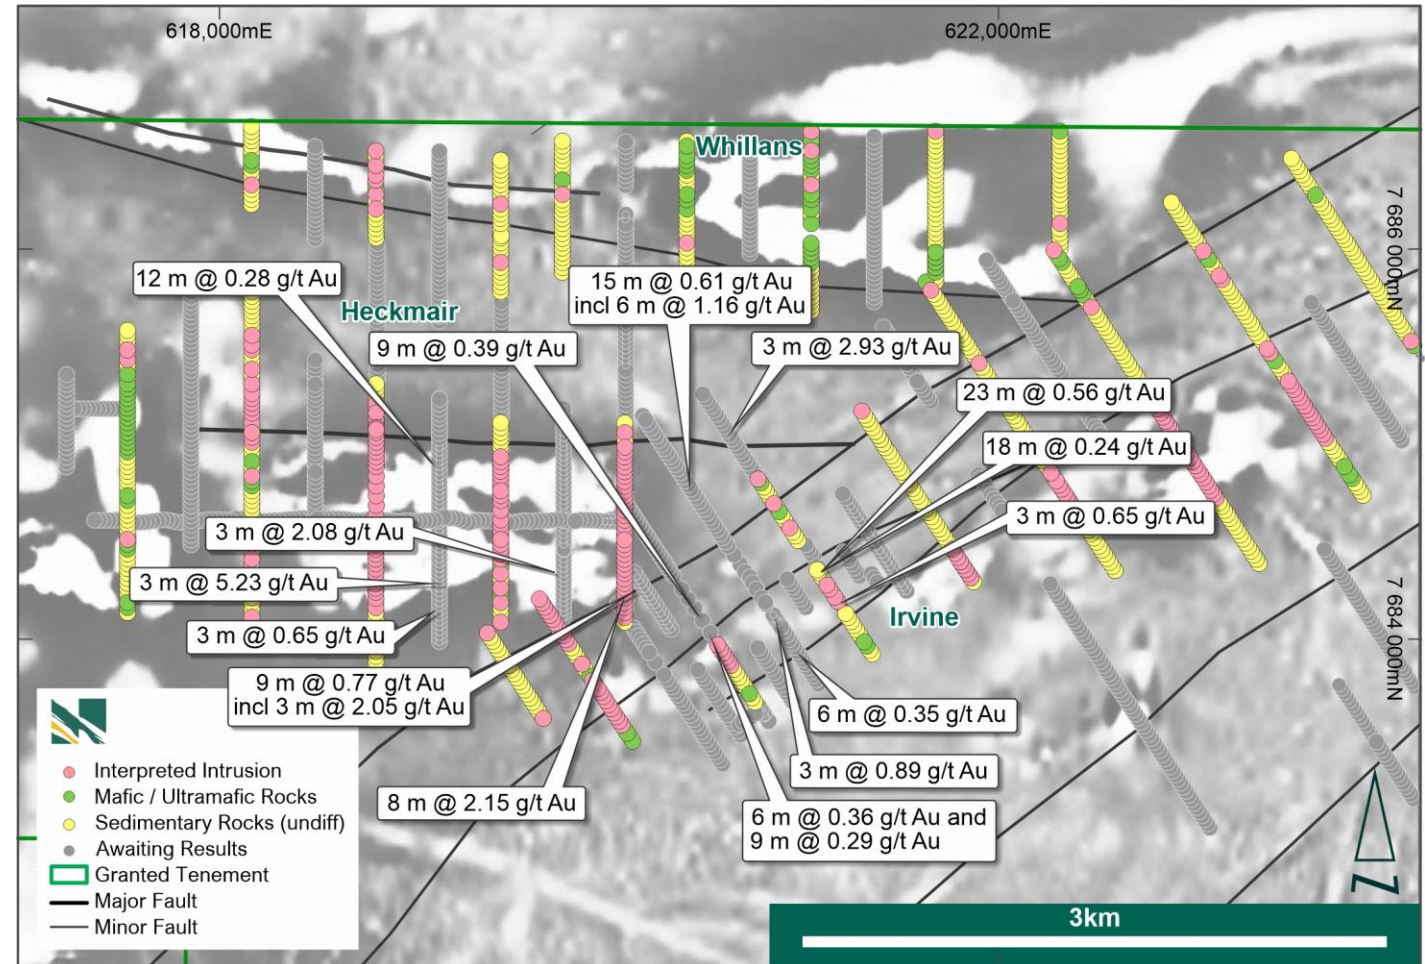 618,000mE
622,000mE
Whillans
7 686 000mN
12 m @ 0.28 g/t Au
15 m @ 0.61 g/t Au
incl 6 m @ 1.16 g/t Au
Heckmair
9 m @ 0.39 g/t Au
3 m @ 2.93 g/t Au
23 m @ 0.56 g/t Au
18 m @ 0.24 g/t Au
3 m @ 0.65 g/t Au
3 m @ 2.08 g/t Au
3 m @ 5.23 g/t Au
3 m @ 0.65 g/t Au
Irvine
7 684 000mN
9 m @ 0.77 g/t Au
incl 3 m @ 2.05 g/t Au
6 m @ 0.35 g/t Au
3 m @ 0.89 g/t Au
8 m @ 2.15 g/t Au
6 m @ 0.36 g/t Au and
9 m @ 0.29 g/t Au
Interpreted Intrusion
Mafic / Ultramafic Rocks
Sedimentary Rocks (undiff)
Awaiting Results
Granted Tenement
Major Fault
Minor Fault
N
3km